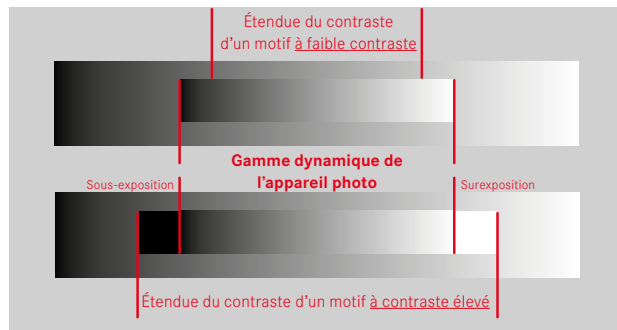 Étendue du contraste
d'un motif à faible contraste
Gamme dynamique de
l'appareil photo
Sous-exposition
Surexposition
Étendue du contraste d'un motif à contraste élevé